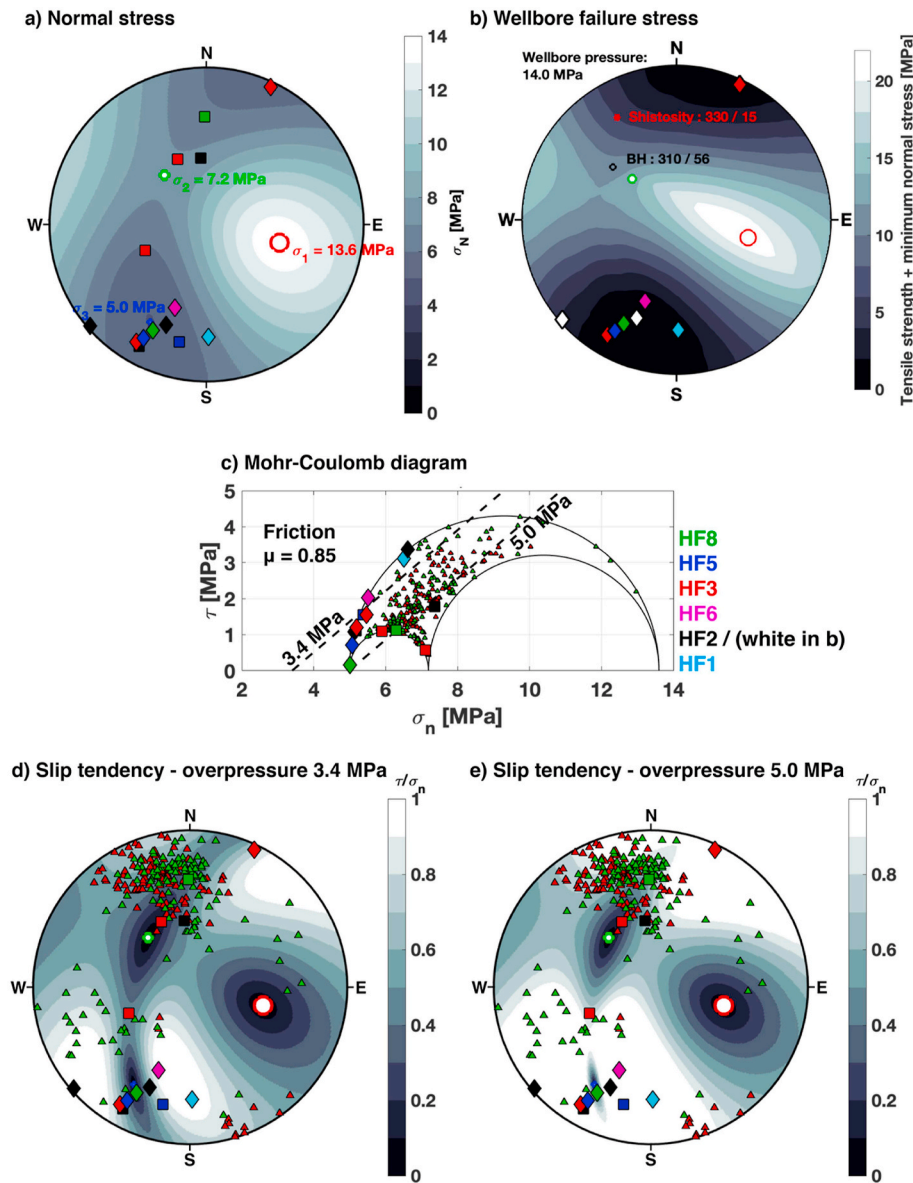 a) Normal stress
b) Wellbore failure stress
N
W
E
S
σ2 = 7.2 MPa
σ1 = 13.6 MPa
σ3 = 5.0 MPa
14
12
10
8
6
4
2
0
σN [MPa]
Wellbore pressure:
14.0 MPa
N
Shistosity : 330 / 15
BH : 310 / 56
W
E
S
20
15
10
5
0
Tensile strength + minimum normal stress [MPa]
c) Mohr-Coulomb diagram
5
4
3
2
1
0
τ [MPa]
Friction
μ = 0.85
3.4 MPa
5.0 MPa
2
4
6
8
10
12
14
σn [MPa]
HF8
HF5
HF3
HF6
HF2 / (white in b)
HF1
d) Slip tendency - overpressure 3.4 MPa
τ/σn
N
W
E
S
1
0.8
0.6
0.4
0.2
0
e) Slip tendency - overpressure 5.0 MPa
τ/σn
N
W
E
S
1
0.8
0.6
0.4
0.2
0